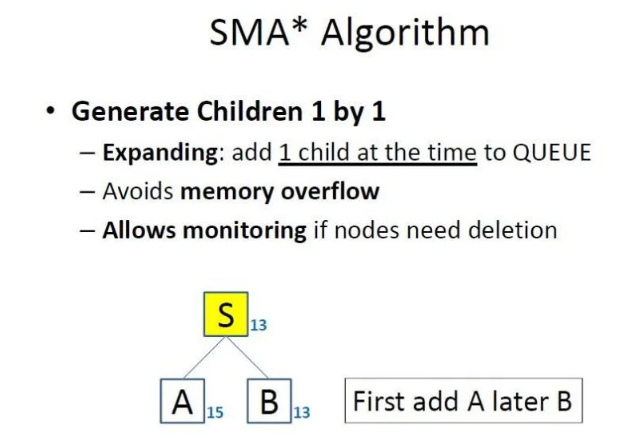 SMA* Algorithm
• Generate Children 1 by 1
– Expanding: add 1 child at the time to QUEUE
– Avoids memory overflow
– Allows monitoring if nodes need deletion
S 13
A 15 B 13 First add A later B